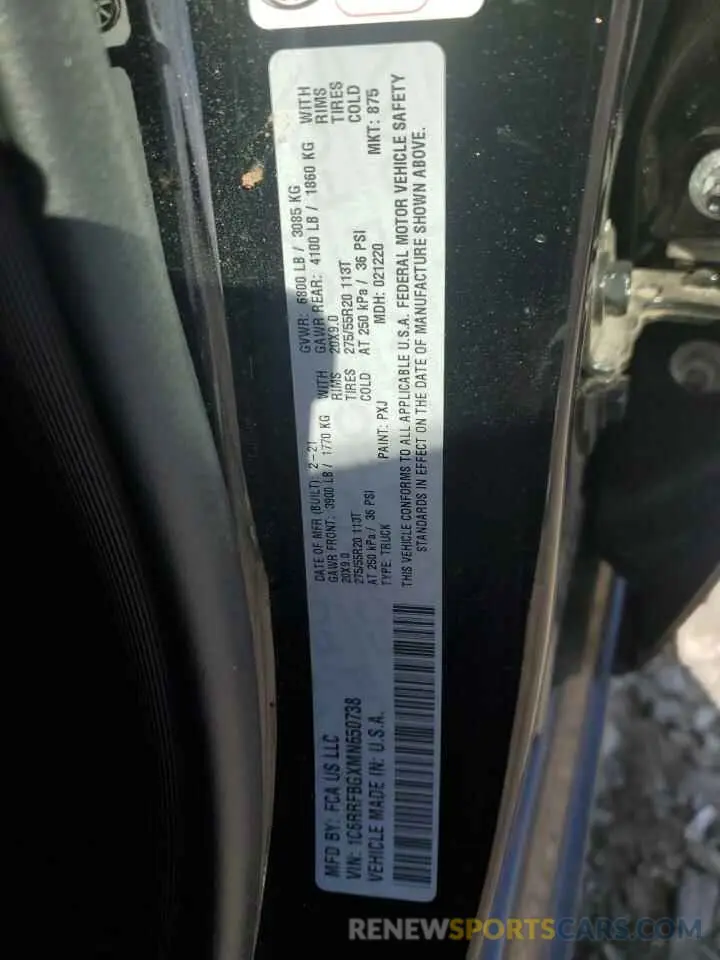 MFD BY: FCA US LLC
VIN: 1C6RRFBGXMN650738
VEHICLE MADE IN: U.S.A.
DATE OF MFR (BUILT): 2-21 GVWR: 6800 LB / 3085 KG
GAWR FRONT: 3900 LB / 1770 KG WITH GAWR REAR: 4100 LB / 1860 KG WITH
20X9.0 RIMS 20X9.0 RIMS
275/55R20 113T TIRES 275/55R20 113T TIRES
AT 250 kPa / 36 PSI COLD AT 250 kPa / 36 PSI COLD
TYPE: TRUCK PAINT: PXJ MDH: 021220 MKT: 875
THIS VEHICLE CONFORMS TO ALL APPLICABLE U.S.A. FEDERAL MOTOR VEHICLE SAFETY
STANDARDS IN EFFECT ON THE DATE OF MANUFACTURE SHOWN ABOVE.
RENEWSPORTSCARS.COM